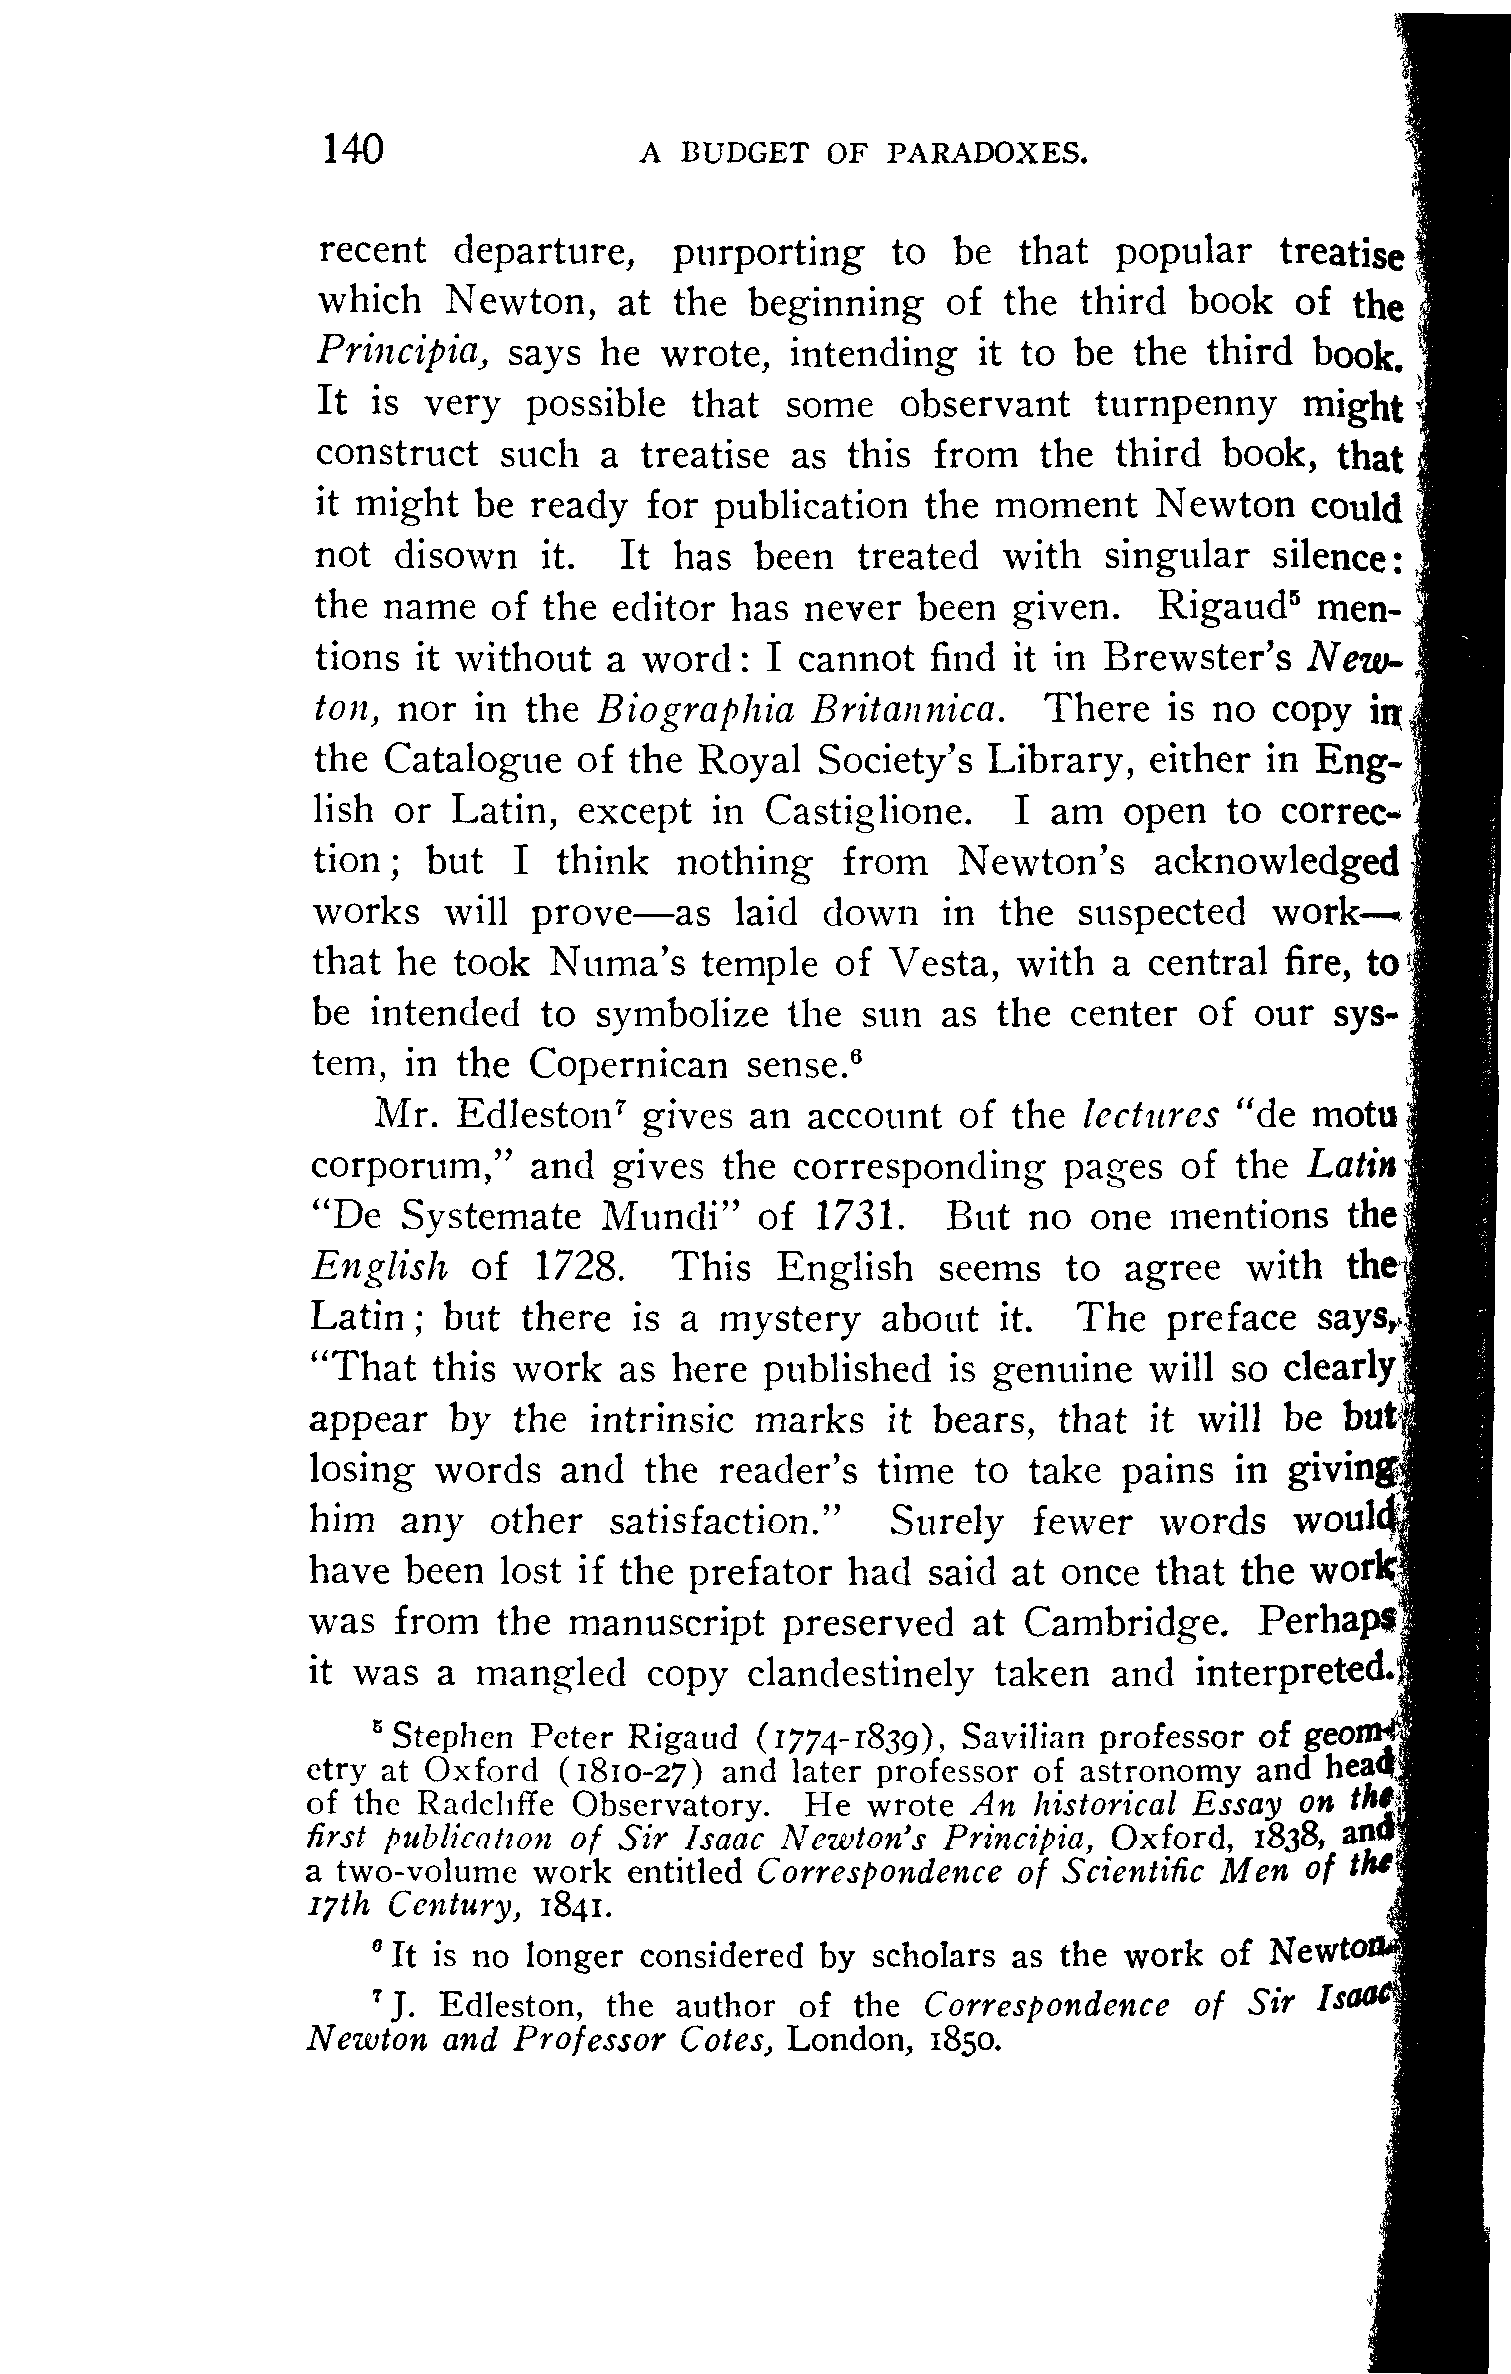 140 A BUDGET OF PARADOXES.
recent departure, purporting to be that popular treatise
which Newton, at the beginning of the third book of the
Principia, says he wrote, intending it to be the third book.
It is very possible that some observant turnpenny might
construct such a treatise as this from the third book, that
it might be ready for publication the moment Newton could
not disown it. It has been treated with singular silence:
the name of the editor has never been given. Rigaud⁵ men-
tions it without a word: I cannot find it in Brewster's New-
ton, nor in the Biographia Britannica. There is no copy in
the Catalogue of the Royal Society's Library, either in Eng-
lish or Latin, except in Castiglione. I am open to correc-
tion; but I think nothing from Newton's acknowledged
works will prove—as laid down in the suspected work—
that he took Numa's temple of Vesta, with a central fire, to
be intended to symbolize the sun as the center of our sys-
tem, in the Copernican sense.⁶
Mr. Edleston⁷ gives an account of the lectures "de motu
corporum," and gives the corresponding pages of the Latin
"De Systemate Mundi" of 1731. But no one mentions the
English of 1728. This English seems to agree with the
Latin; but there is a mystery about it. The preface says,
"That this work as here published is genuine will so clearly
appear by the intrinsic marks it bears, that it will be but
losing words and the reader's time to take pains in giving
him any other satisfaction." Surely fewer words would
have been lost if the prefator had said at once that the work
was from the manuscript preserved at Cambridge. Perhaps
it was a mangled copy clandestinely taken and interpreted.
⁵ Stephen Peter Rigaud (1774-1839), Savilian professor of geom-
etry at Oxford (1810-27) and later professor of astronomy and head
of the Radcliffe Observatory. He wrote An historical Essay on the
first publication of Sir Isaac Newton's Principia, Oxford, 1838, and
a two-volume work entitled Correspondence of Scientific Men of the
17th Century, 1841.
⁶ It is no longer considered by scholars as the work of Newton.
⁷ J. Edleston, the author of the Correspondence of Sir Isaac
Newton and Professor Cotes, London, 1850.